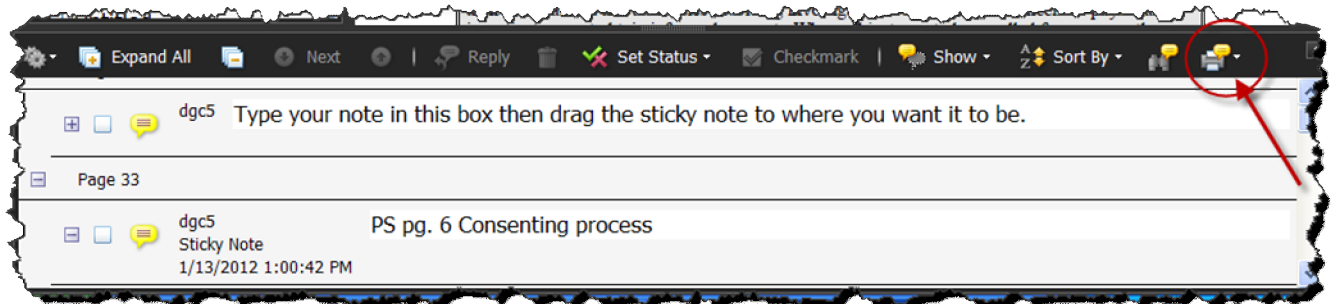 Expand All Next Reply Set Status Checkmark Show A Z Sort By
dgc5 Type your note in this box then drag the sticky note to where you want it to be.
Page 33
dgc5 PS pg. 6 Consenting process
Sticky Note
1/13/2012 1:00:42 PM